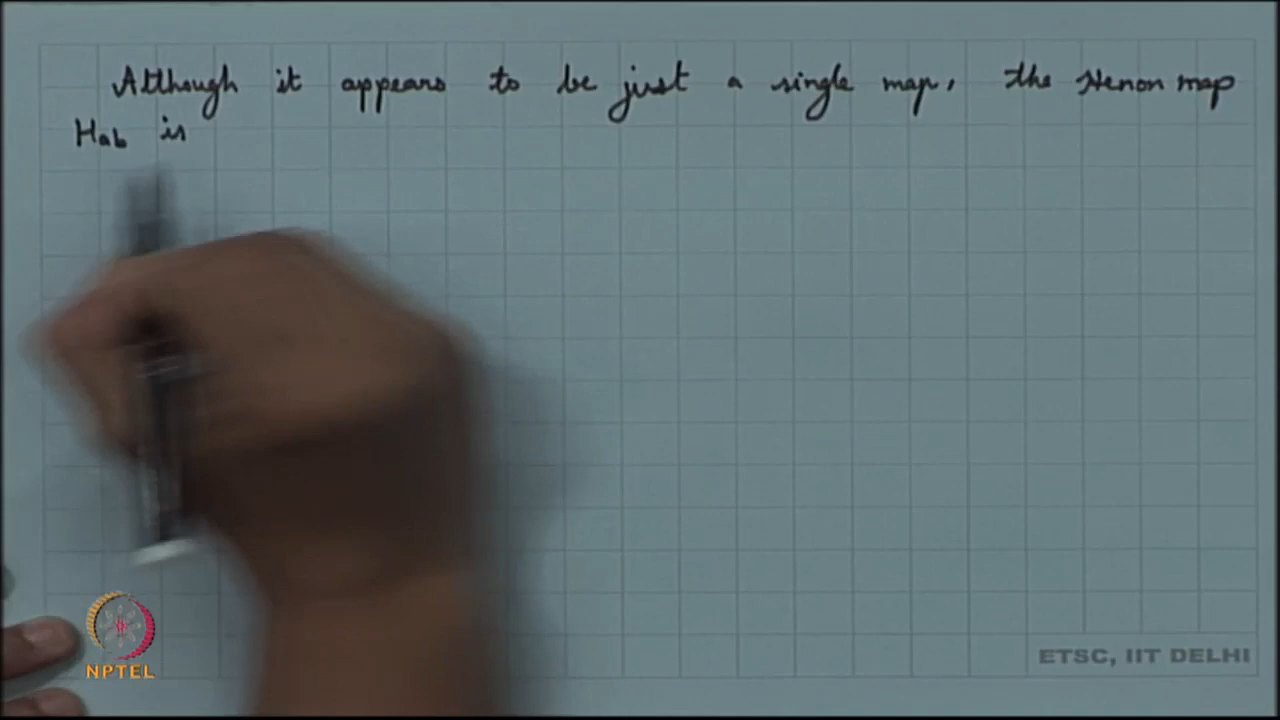 Although it appears to be just a single map, the Henon map
Hab is
NPTEL
ETSC, IIT DELHI